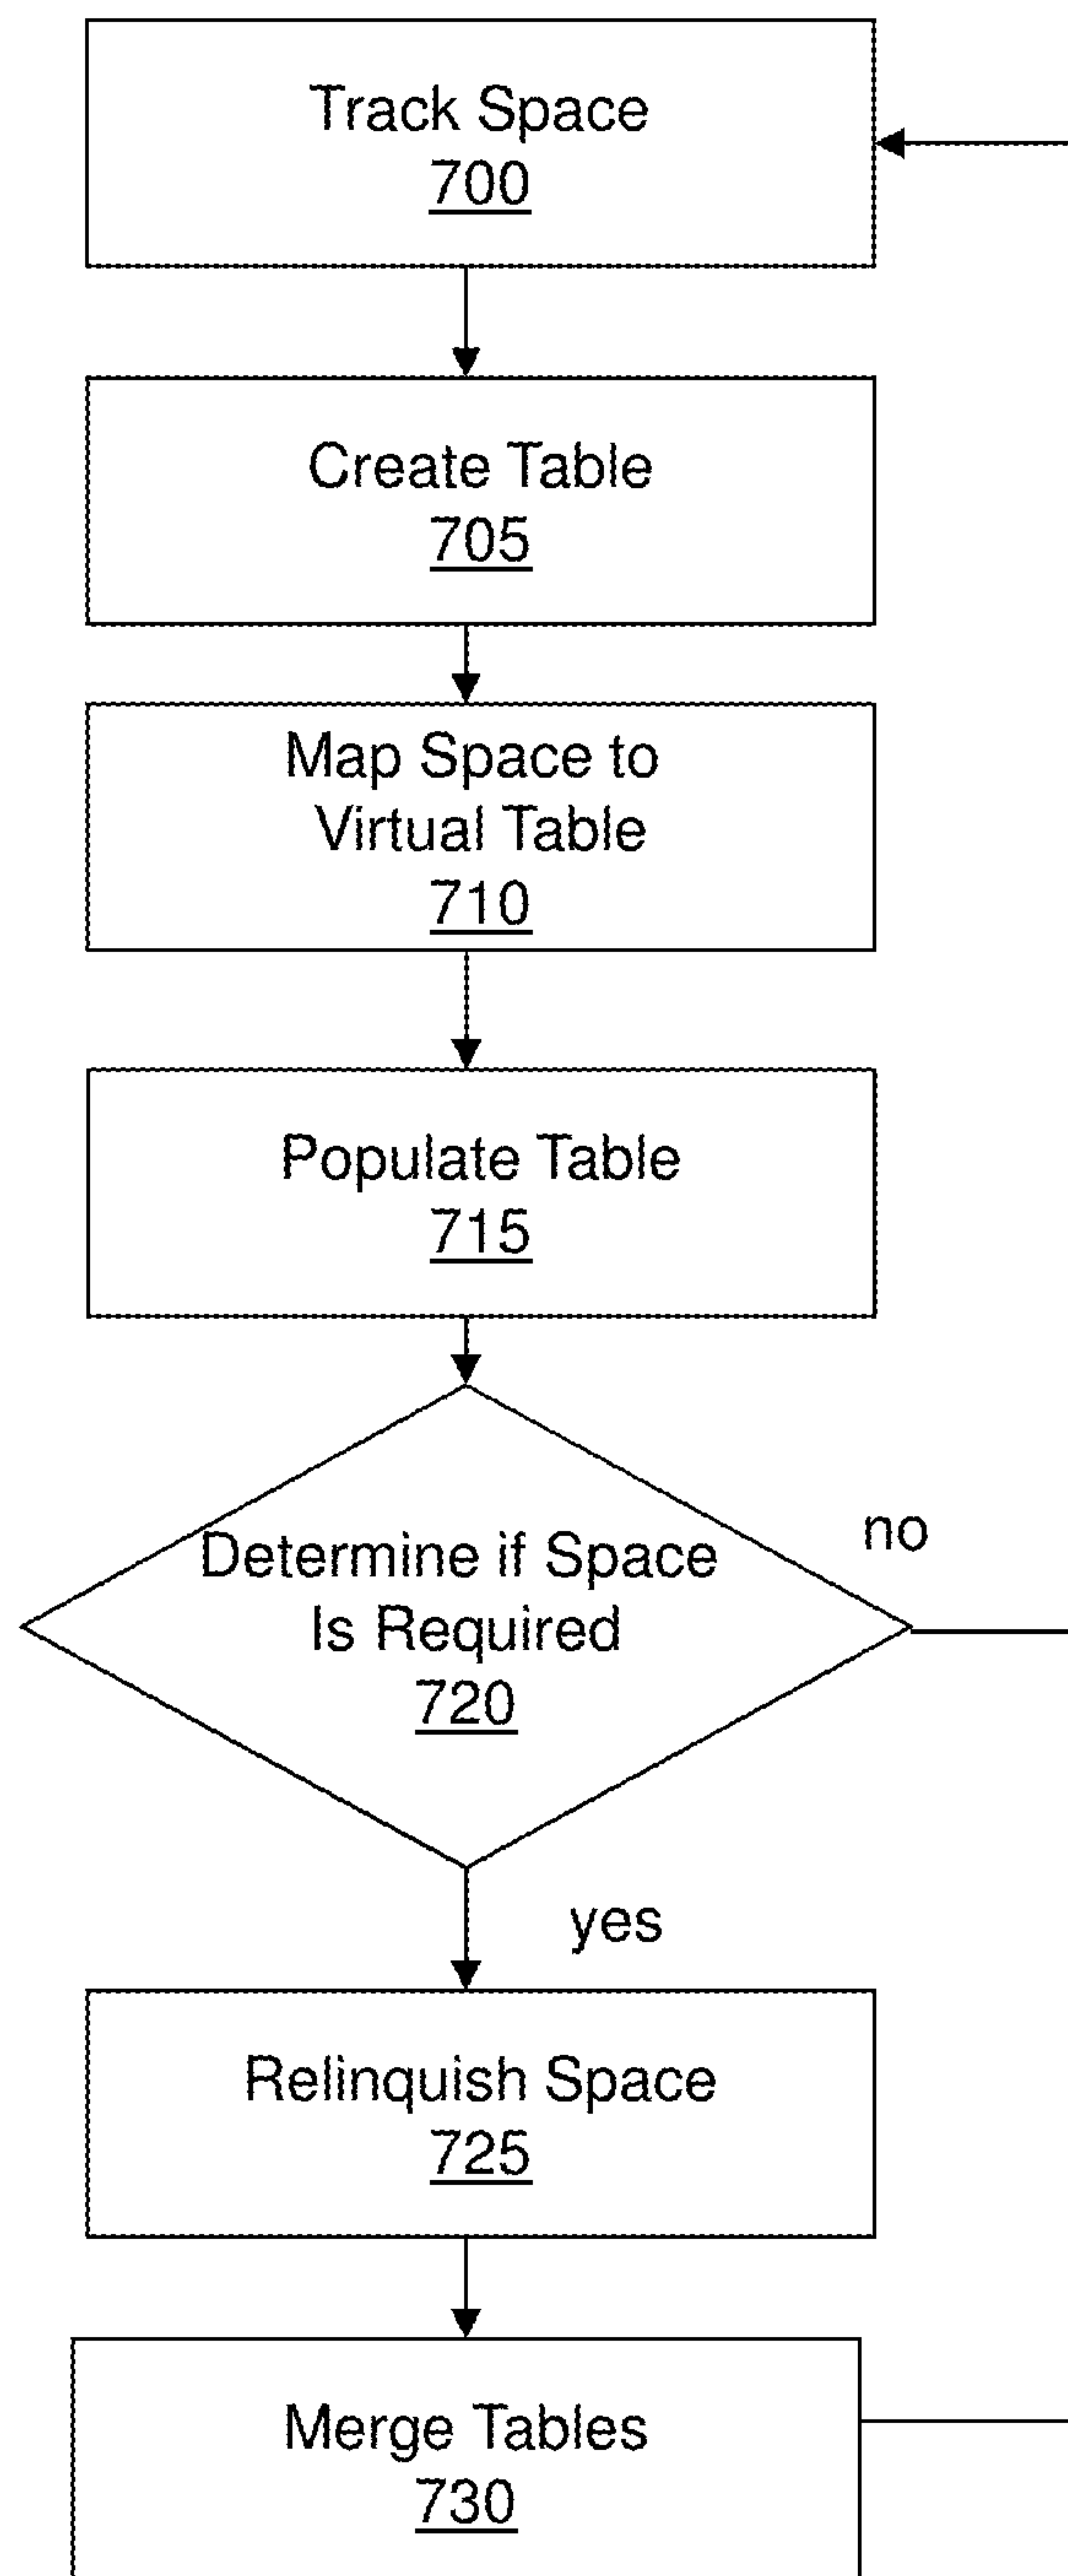 Track Space
700
Create Table
705
Map Space to
Virtual Table
710
Populate Table
715
Determine if Space
Is Required
720
no
yes
Relinquish Space
725
Merge Tables
730